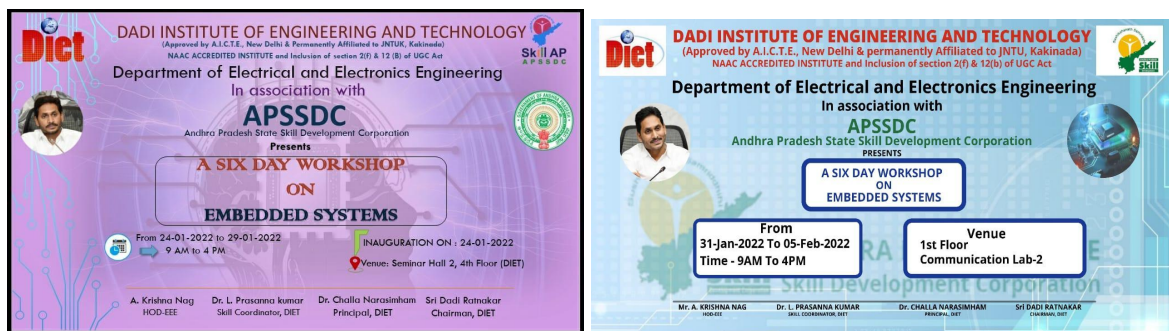 Diet
DADI INSTITUTE OF ENGINEERING AND TECHNOLOGY
(Approved by A.I.C.T.E., New Delhi & Permanently Affiliated to JNTUK, Kakinada)
NAAC ACCREDITED INSTITUTE and Inclusion of section 2(f) & 12 (B) of UGC Act
Skill AP
APSSDC
Department of Electrical and Electronics Engineering
In association with
APSSDC
Andhra Pradesh State Skill Development Corporation
Presents
A SIX DAY WORKSHOP
ON
EMBEDDED SYSTEMS
From 24-01-2022 to 29-01-2022
9 AM to 4 PM
INAUGURATION ON : 24-01-2022
Venue: Seminar Hall 2, 4th Floor (DIET)
A. Krishna Nag
HOD-EEE
Dr. L. Prasanna kumar
Skill Coordinator, DIET
Dr. Challa Narasimham
Principal, DIET
Sri Dadi Ratnakar
Chairman, DIET
Diet
DADI INSTITUTE OF ENGINEERING AND TECHNOLOGY
(Approved by A.I.C.T.E., New Delhi & permanently Affiliated to JNTU, Kakinada)
NAAC ACCREDITED INSTITUTE and Inclusion of section 2(f) & 12(b) of UGC Act
Skill
Department of Electrical and Electronics Engineering
In association with
APSSDC
Andhra Pradesh State Skill Development Corporation
PRESENTS
A SIX DAY WORKSHOP
ON
EMBEDDED SYSTEMS
From
31-Jan-2022 To 05-Feb-2022
Time - 9AM To 4PM
Venue
1st Floor
Communication Lab-2
Skill Development Corporation
Mr. A. KRISHNA NAG
HOD-EEE
Dr. L. PRASANNA KUMAR
SKILL COORDINATOR, DIET
Dr. CHALLA NARASIMHAM
PRINCIPAL, DIET
Sri DADI RATNAKAR
CHAIRMAN, DIET